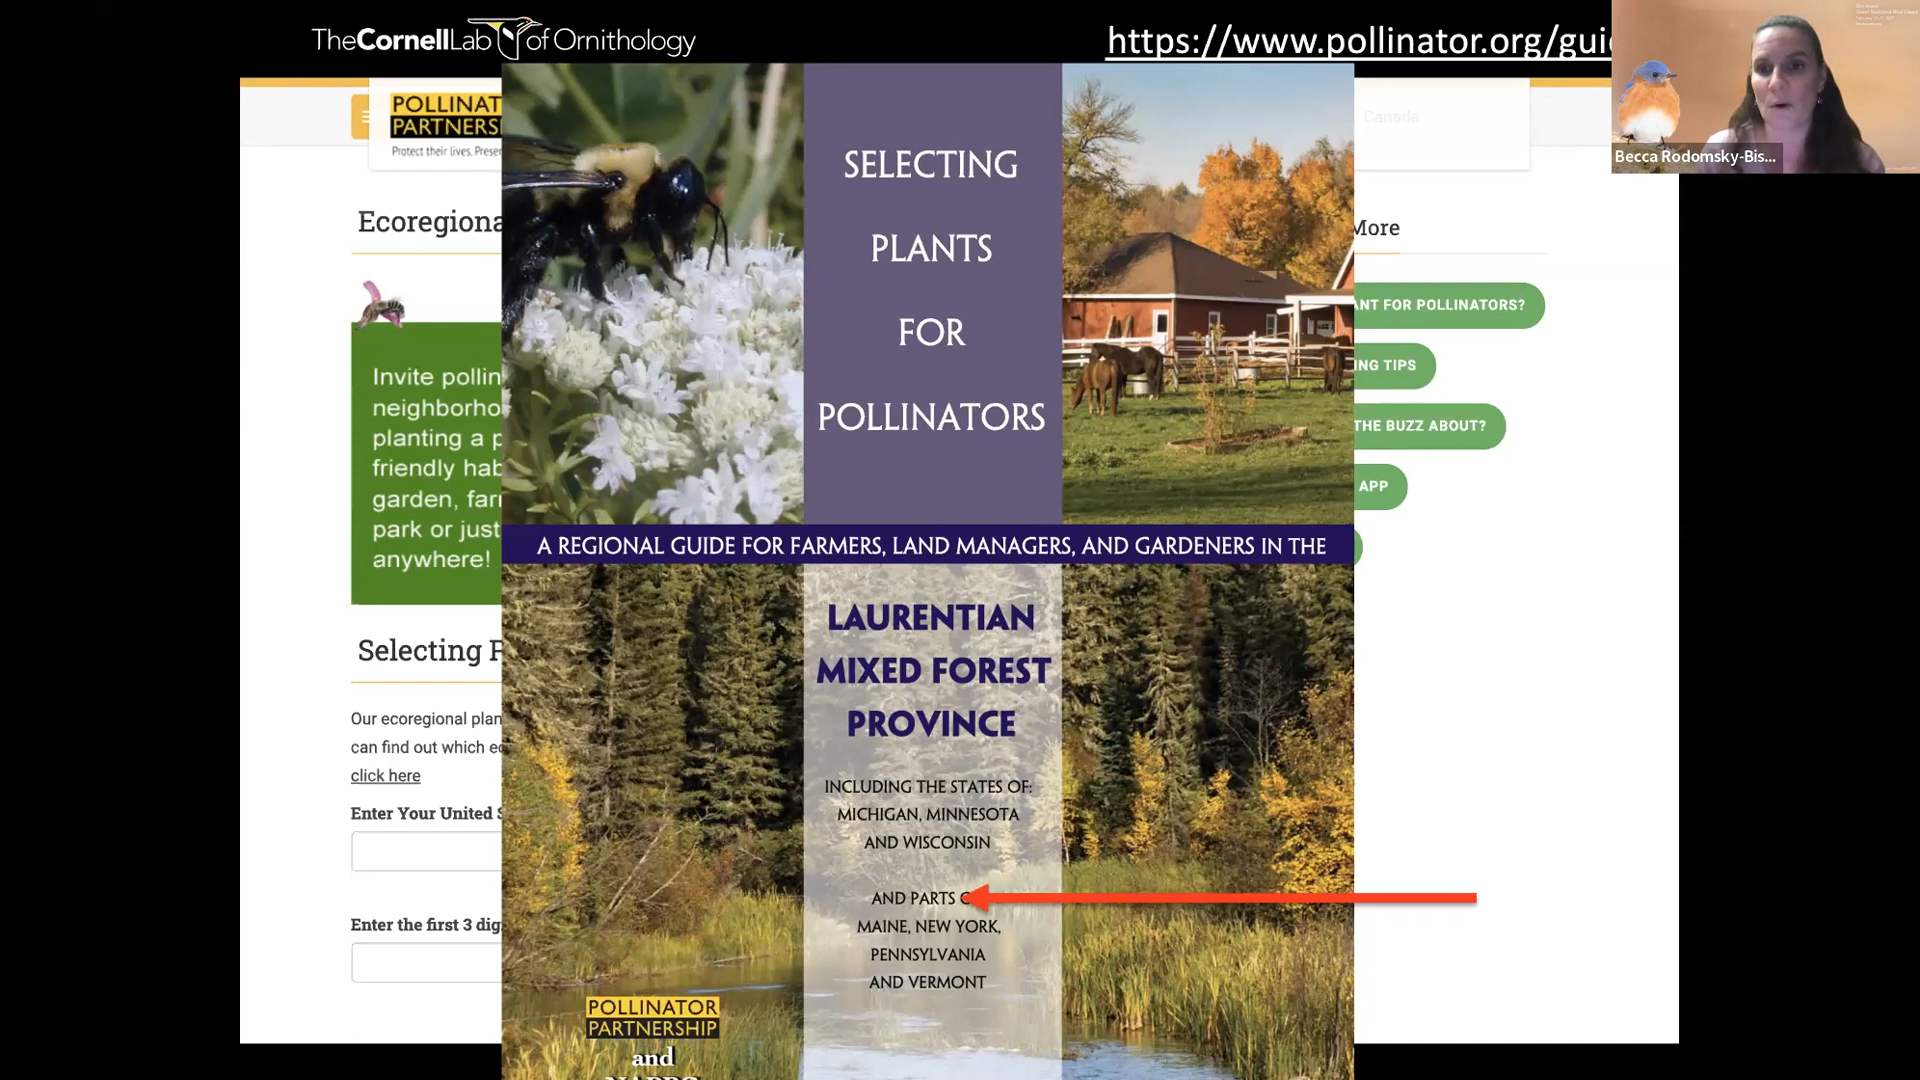 TheCornellLab of Ornithology
https://www.pollinator.org/gui
Becca Rodomsky-Bis...
POLLINAT
PARTNERS
Protect their lives. Preser
Canada
Ecoregiona
Invite pollin
neighborho
planting a p
friendly hab
garden, farm
park or just
anywhere!
Selecting P
Our ecoregional plan
can find out which ec
click here
Enter Your United S
Enter the first 3 dig
SELECTING
PLANTS
FOR
POLLINATORS
A REGIONAL GUIDE FOR FARMERS, LAND MANAGERS, AND GARDENERS IN THE
LAURENTIAN
MIXED FOREST
PROVINCE
INCLUDING THE STATES OF:
MICHIGAN, MINNESOTA
AND WISCONSIN
AND PARTS
MAINE, NEW YORK,
PENNSYLVANIA
AND VERMONT
POLLINATOR
PARTNERSHIP
and
More
ANT FOR POLLINATORS?
NG TIPS
THE BUZZ ABOUT?
APP